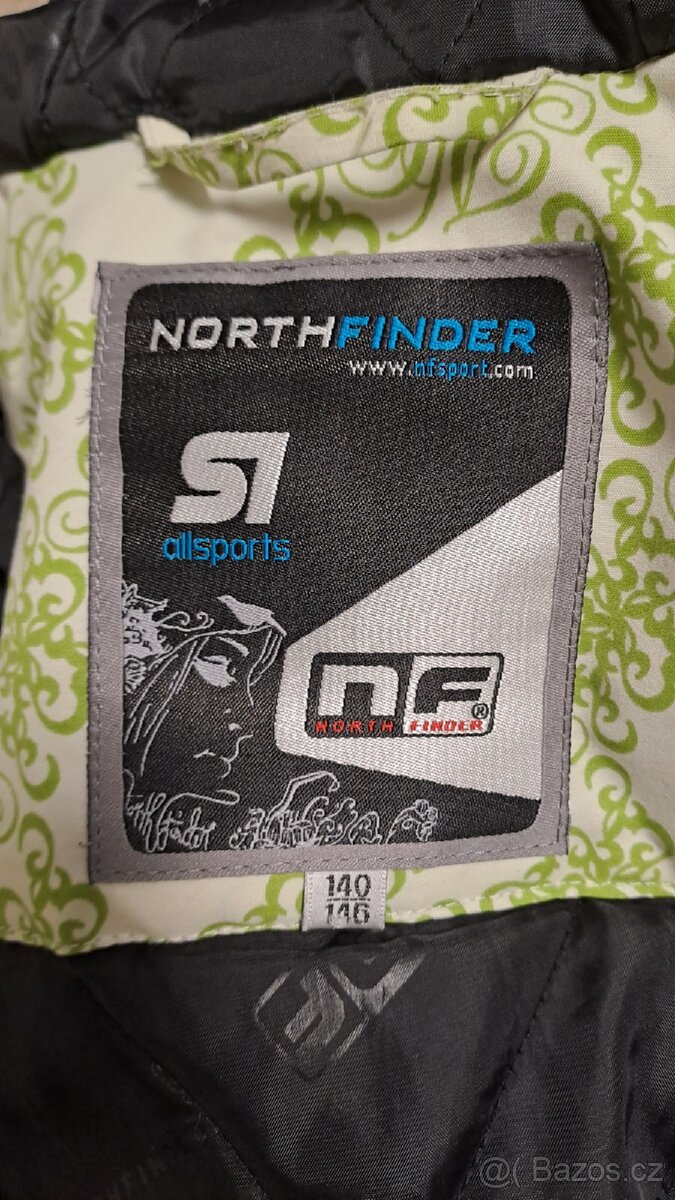 NORTHFINDER
www.nfsport.com
S1
allsports
nF®
NORTH FINDER
140
146
@( Bazos.cz